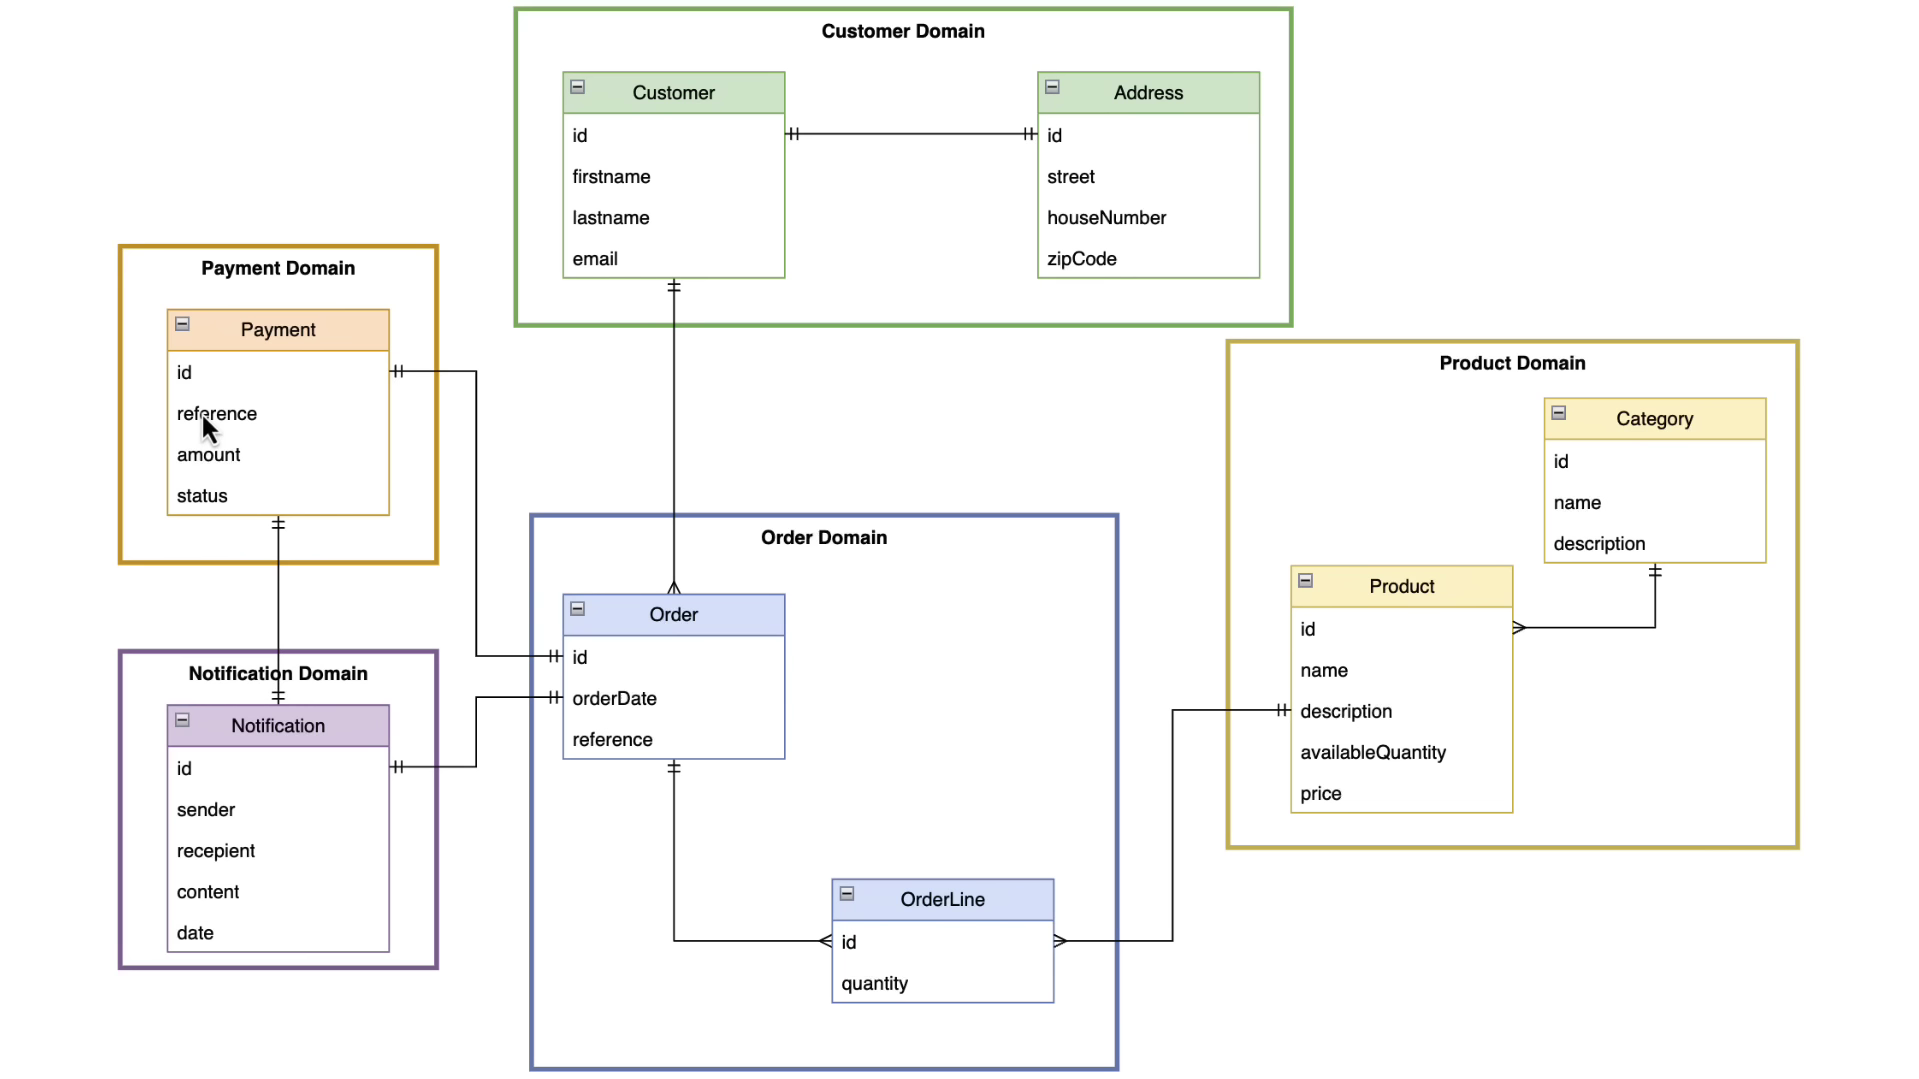 Customer Domain
Customer
id
firstname
lastname
email
Address
id
street
houseNumber
zipCode
Payment Domain
Payment
id
reference
amount
status
Notification Domain
Notification
id
sender
recepient
content
date
Order Domain
Order
id
orderDate
reference
OrderLine
id
quantity
Product Domain
Category
id
name
description
Product
id
name
description
availableQuantity
price